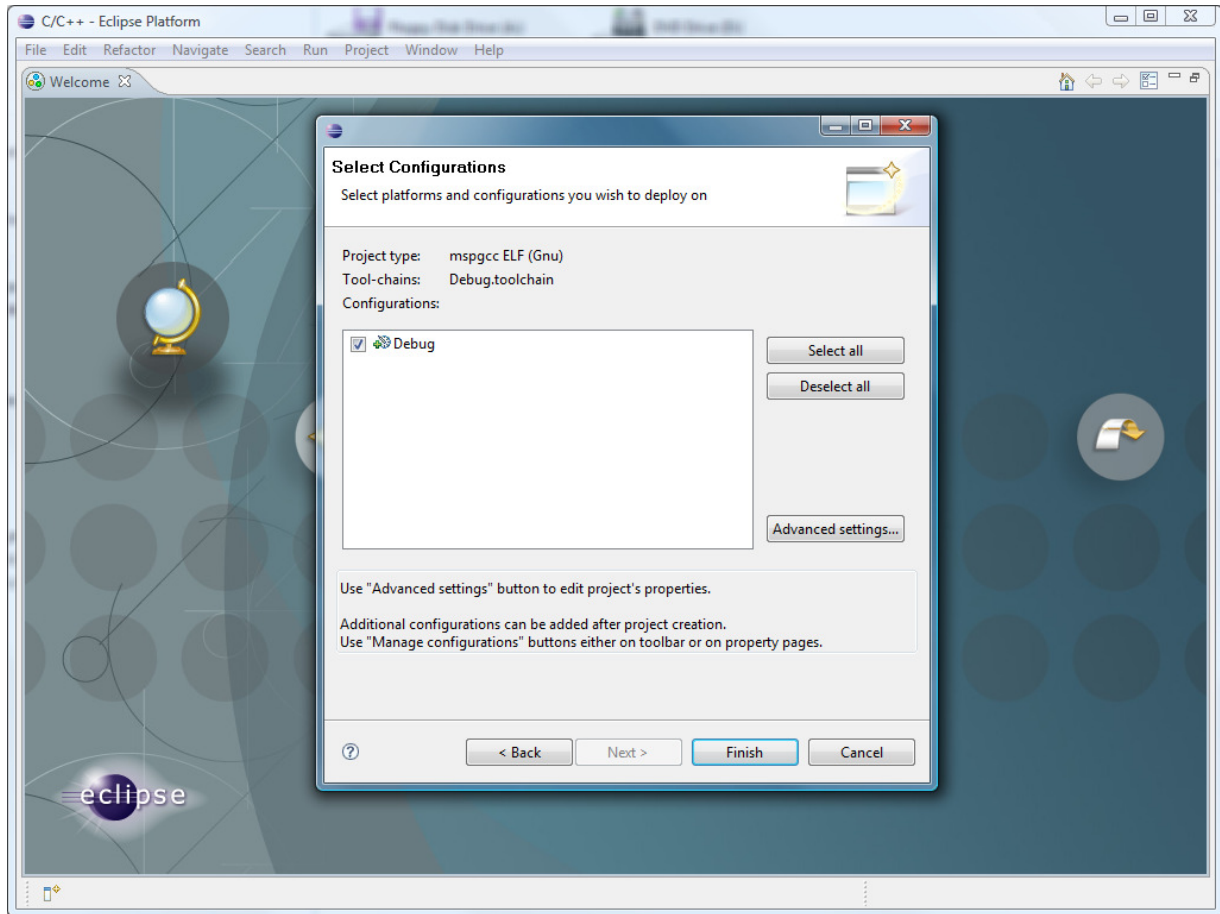 C/C++ - Eclipse Platform
File Edit Refactor Navigate Search Run Project Window Help
Welcome
Select Configurations
Select platforms and configurations you wish to deploy on
Project type: mspgcc ELF (Gnu)
Tool-chains: Debug.toolchain
Configurations:
Debug
Select all
Deselect all
Advanced settings...
Use "Advanced settings" button to edit project's properties.
Additional configurations can be added after project creation.
Use "Manage configurations" buttons either on toolbar or on property pages.
?
< Back Next > Finish Cancel
eclipse